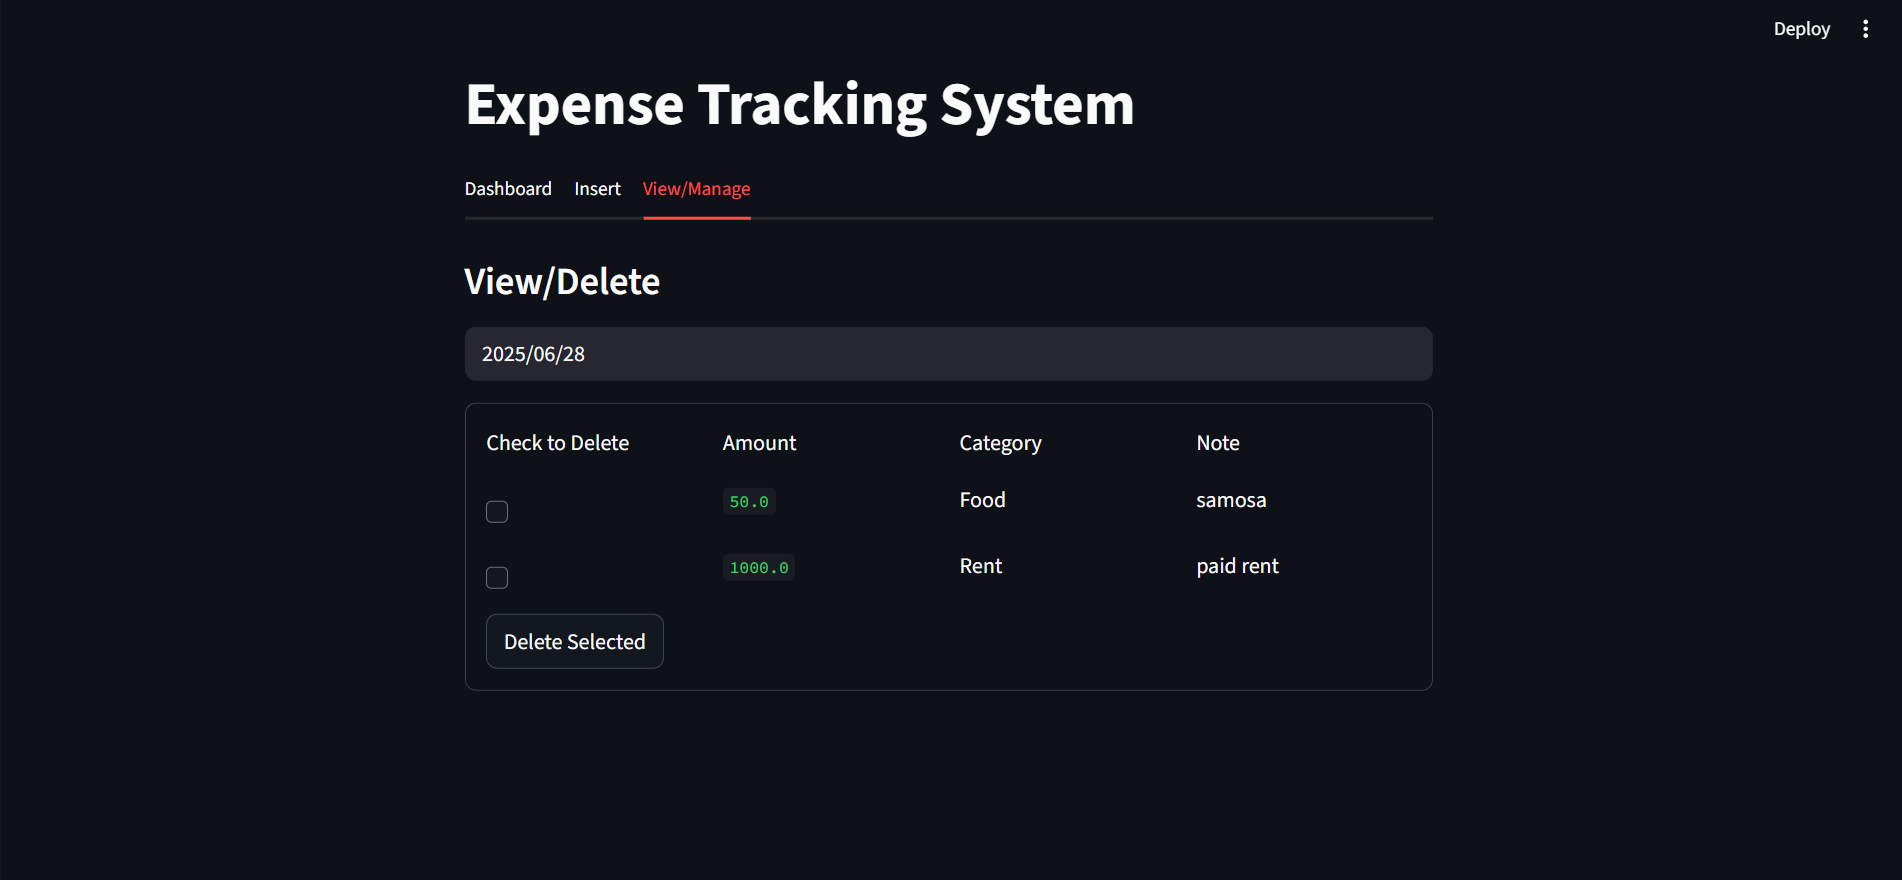 Deploy
Expense Tracking System
Dashboard Insert View/Manage
View/Delete
2025/06/28
Check to Delete Amount Category Note
50.0 Food samosa
1000.0 Rent paid rent
Delete Selected